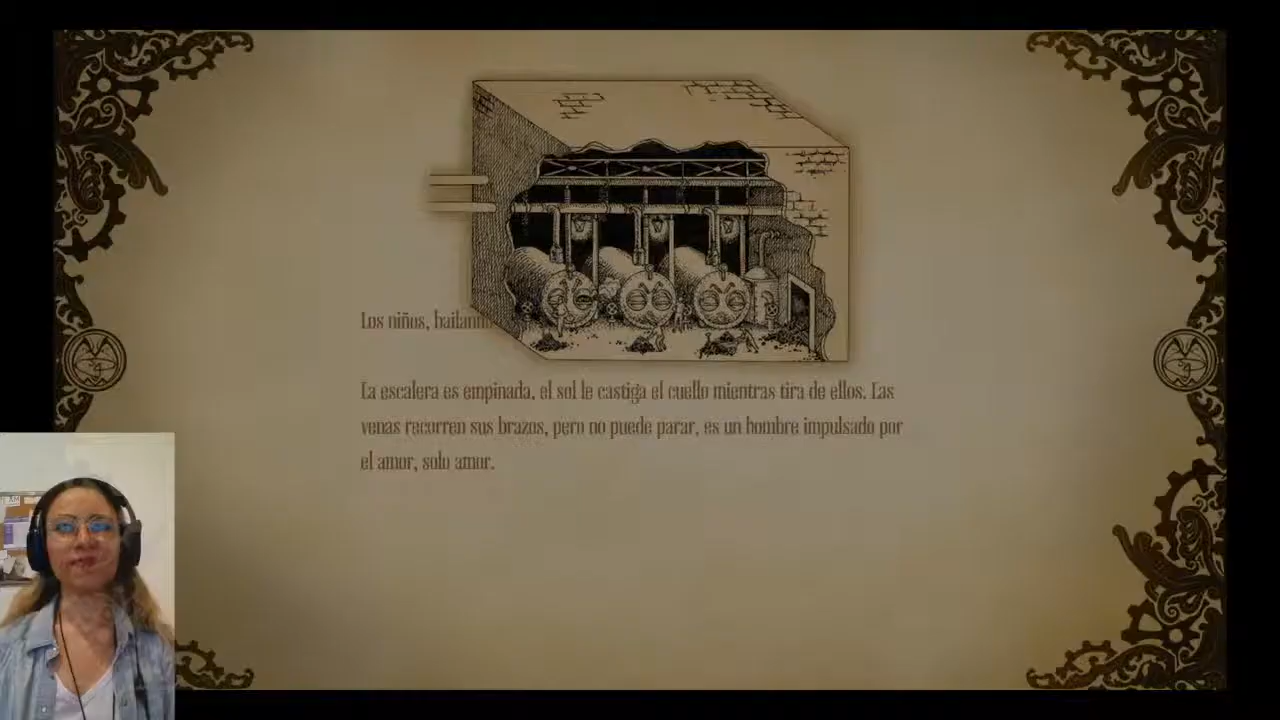 Los niños, bailann
La escalera es empinada, el sol le castiga el cuello mientras tira de ellos. Las
venas recorren sus brazos, pero no puede parar, es un hombre impulsado por
el amor, solo amor.